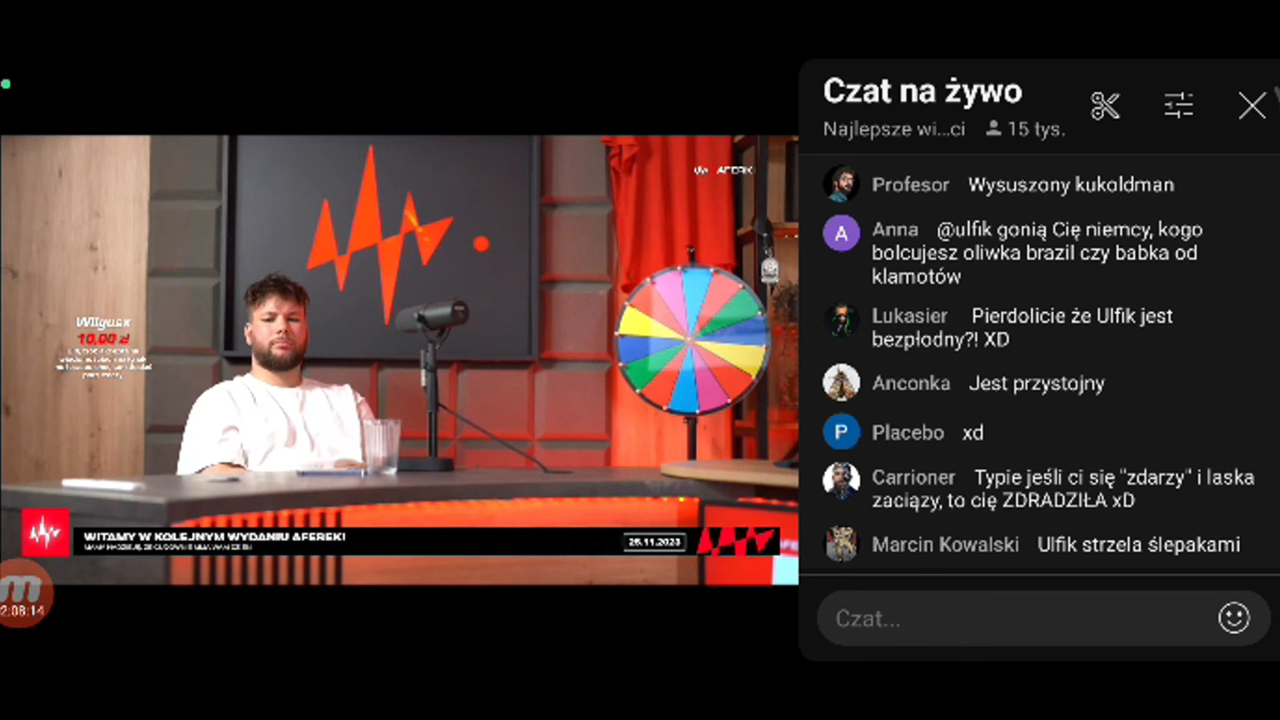 Czat na żywo
Najlepsze wi...ci 15 tys.
Profesor Wysuszony kukoldman
Anna @ulfik gonią Cię niemcy, kogo
bolcujesz oliwka brazil czy babka od
klamotów
Lukasier Pierdolicie że Ulfik jest
bezpłodny?! XD
Anconka Jest przystojny
Placebo xd
Carrioner Typie jeśli ci się "zdarzy" i laska
zaciązy, to cię ZDRADZIŁA xD
Marcin Kowalski Ulfik strzela ślepakami
Czat...
AFERKI
Wilguax
10,00 zł
WITAMY W KOLEJNYM WYDANIU AFEREK!
25.11.2023
2:08:14